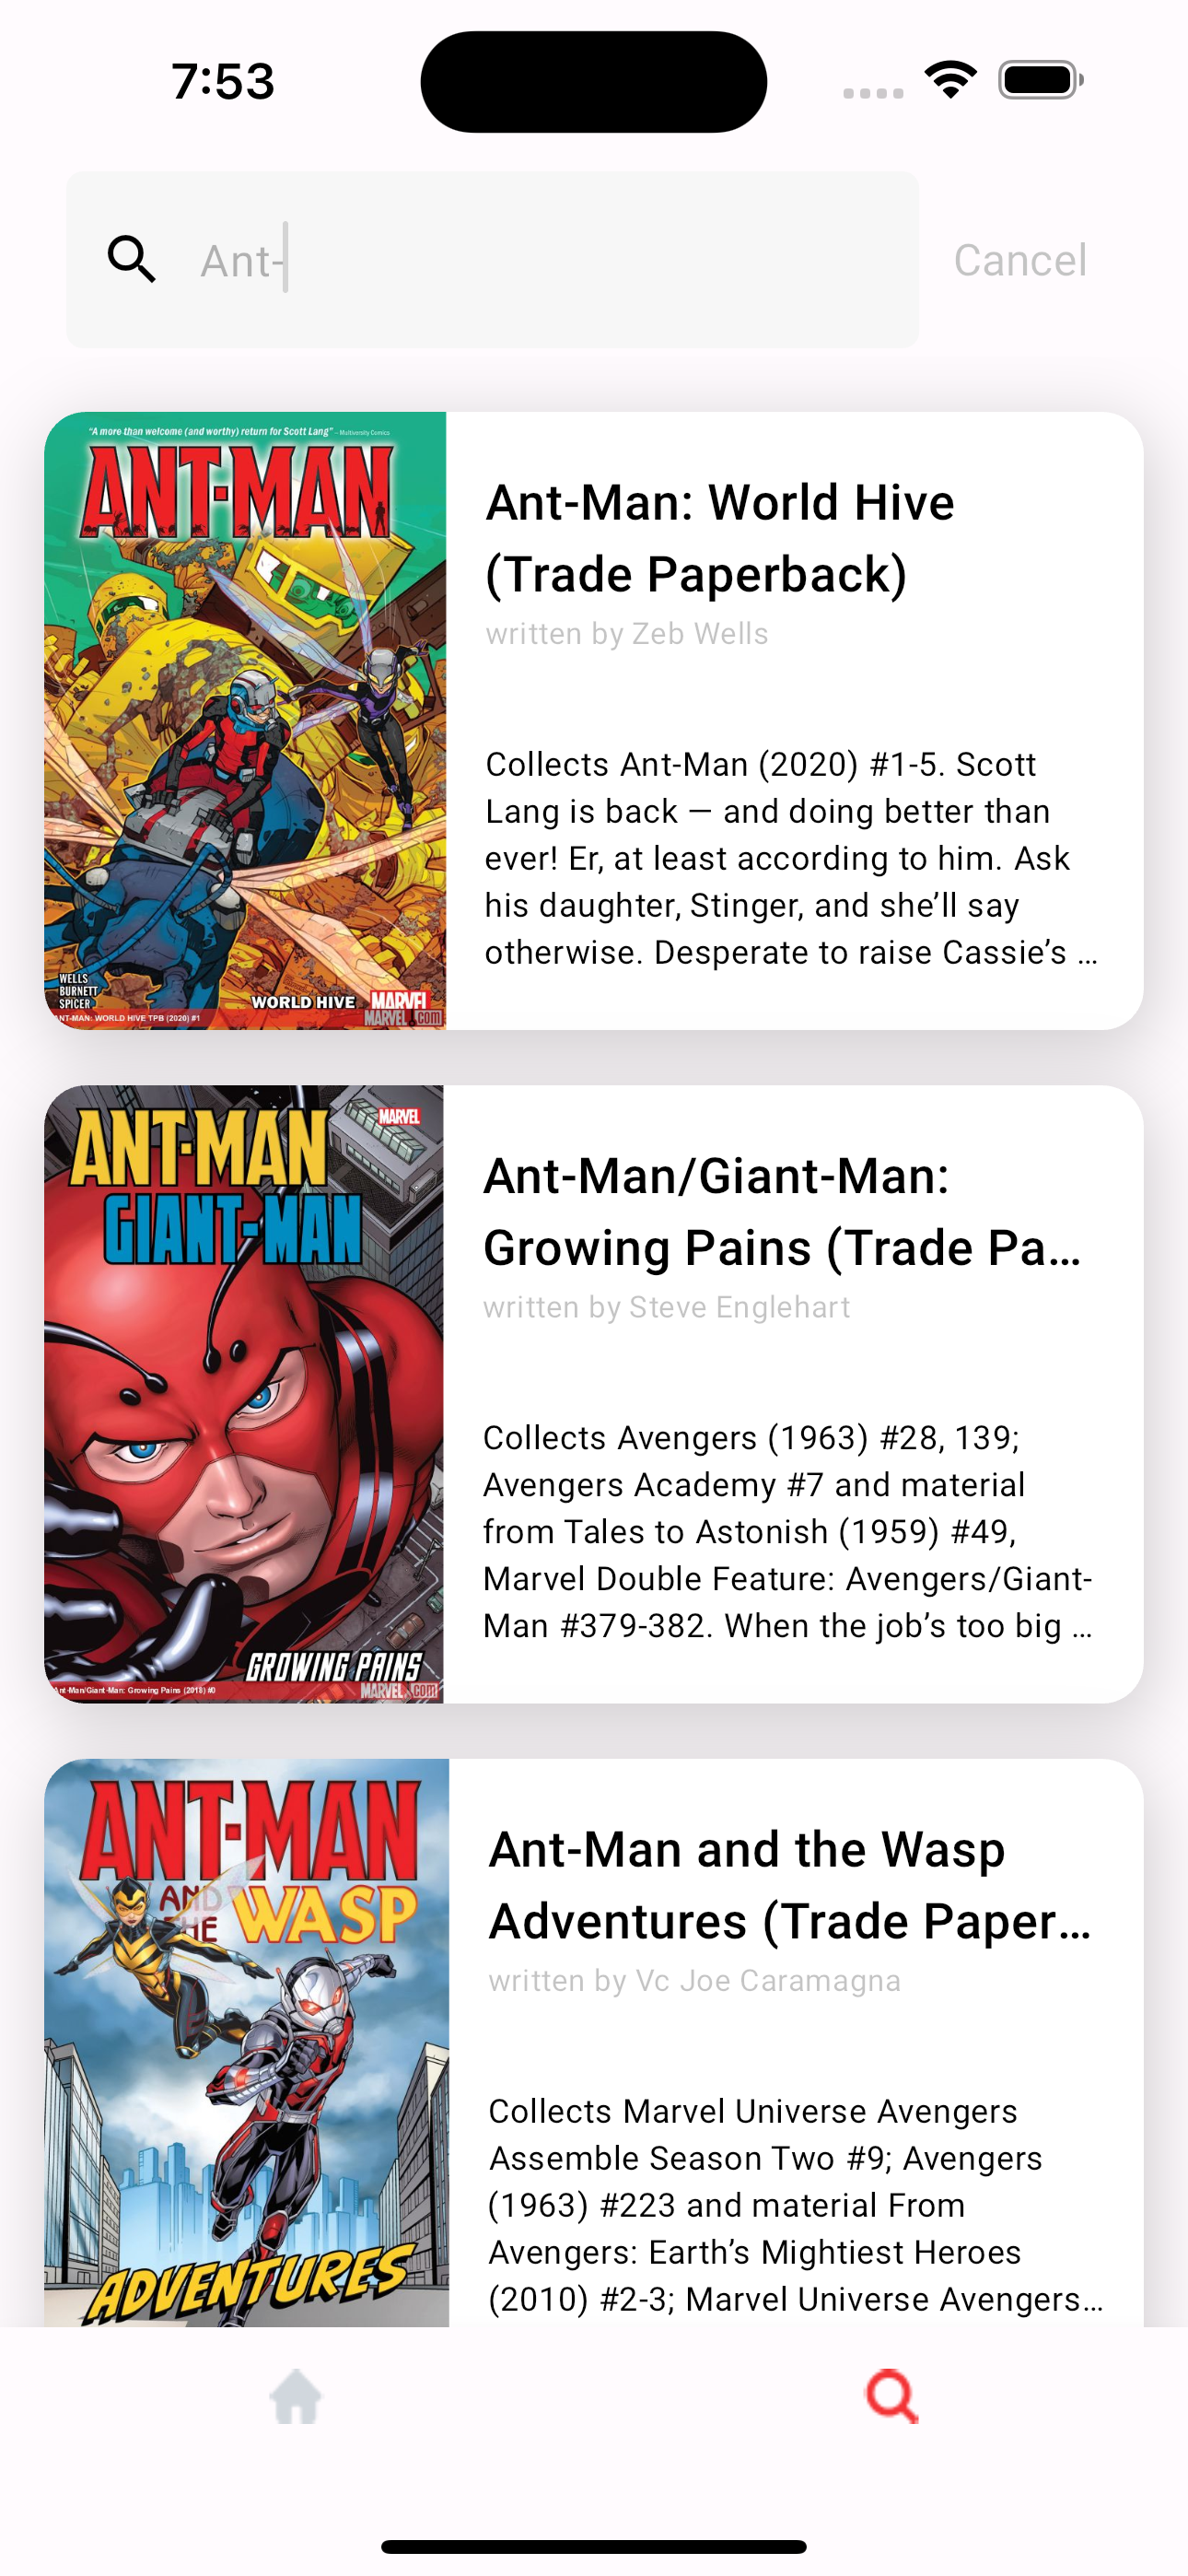 7:53
Ant-
Cancel
"A more than welcome (and worthy) return for Scott Lang" – Multiversity Comics
ANT-MAN
WELLS
BURNETT
SPICER
WORLD HIVE
MARVEL
ANT-MAN: WORLD HIVE TPB (2020) #1
MARVEL.com
Ant-Man: World Hive
(Trade Paperback)
written by Zeb Wells
Collects Ant-Man (2020) #1-5. Scott
Lang is back — and doing better than
ever! Er, at least according to him. Ask
his daughter, Stinger, and she’ll say
otherwise. Desperate to raise Cassie’s …
MARVEL
ANT-MAN
GIANT-MAN
GROWING PAINS
Ant-Man/Giant-Man: Growing Pains (2018) #0
MARVEL.com
Ant-Man/Giant-Man:
Growing Pains (Trade Pa…
written by Steve Englehart
Collects Avengers (1963) #28, 139;
Avengers Academy #7 and material
from Tales to Astonish (1959) #49,
Marvel Double Feature: Avengers/Giant-
Man #379-382. When the job’s too big …
ANT-MAN
AND
THE
WASP
ADVENTURES
Ant-Man and the Wasp
Adventures (Trade Paper…
written by Vc Joe Caramagna
Collects Marvel Universe Avengers
Assemble Season Two #9; Avengers
(1963) #223 and material From
Avengers: Earth’s Mightiest Heroes
(2010) #2-3; Marvel Universe Avengers…